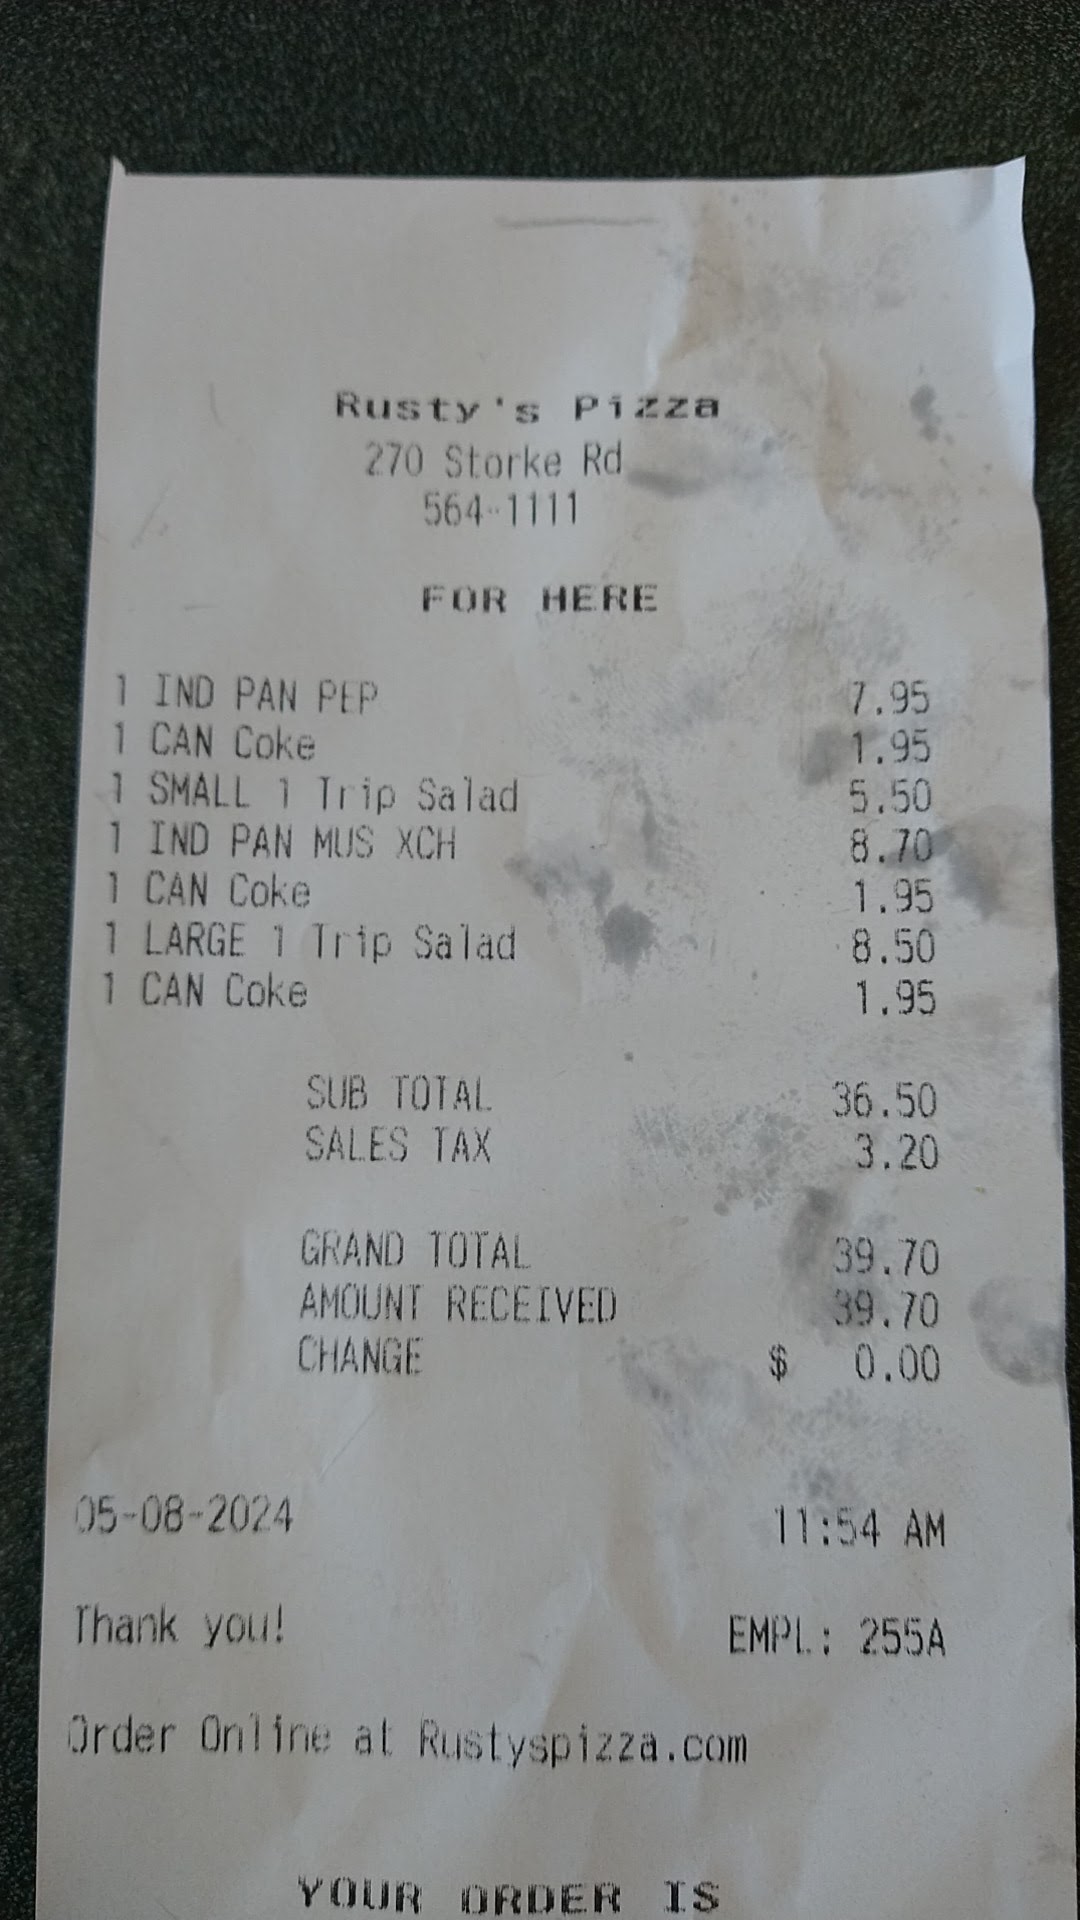 Rusty's Pizza
270 Storke Rd
564-1111
FOR HERE
1 IND PAN PEP 7.95
1 CAN Coke 1.95
1 SMALL 1 Trip Salad 5.50
1 IND PAN MUS XCH 8.70
1 CAN Coke 1.95
1 LARGE 1 Trip Salad 8.50
1 CAN Coke 1.95
SUB TOTAL 36.50
SALES TAX 3.20
GRAND TOTAL 39.70
AMOUNT RECEIVED 39.70
CHANGE $ 0.00
05-08-2024 11:54 AM
Thank you! EMPL: 255A
Order Online at Rustyspizza.com
YOUR ORDER IS